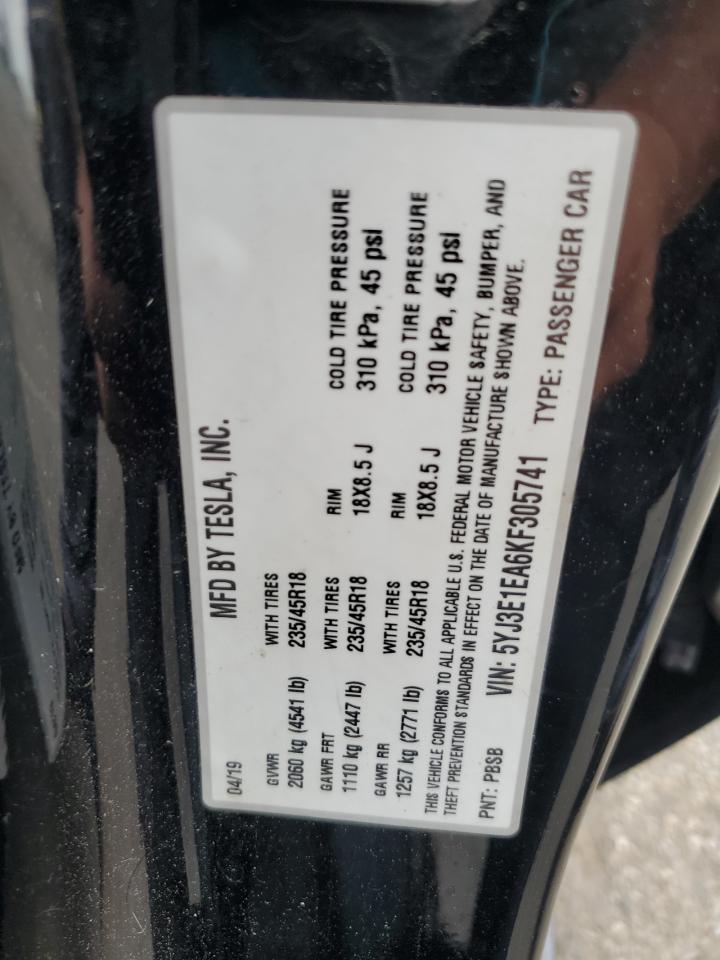 MFD BY TESLA, INC.
04/19
GVWR WITH TIRES
2060 kg (4541 lb) 235/45R18
GAWR FRT WITH TIRES RIM COLD TIRE PRESSURE
1110 kg (2447 lb) 235/45R18 18X8.5 J 310 kPa, 45 psi
GAWR RR WITH TIRES RIM COLD TIRE PRESSURE
1257 kg (2771 lb) 235/45R18 18X8.5 J 310 kPa, 45 psi
THIS VEHICLE CONFORMS TO ALL APPLICABLE U.S. FEDERAL MOTOR VEHICLE SAFETY, BUMPER, AND
THEFT PREVENTION STANDARDS IN EFFECT ON THE DATE OF MANUFACTURE SHOWN ABOVE.
PNT: PBSB VIN: 5YJ3E1EA6KF305741 TYPE: PASSENGER CAR